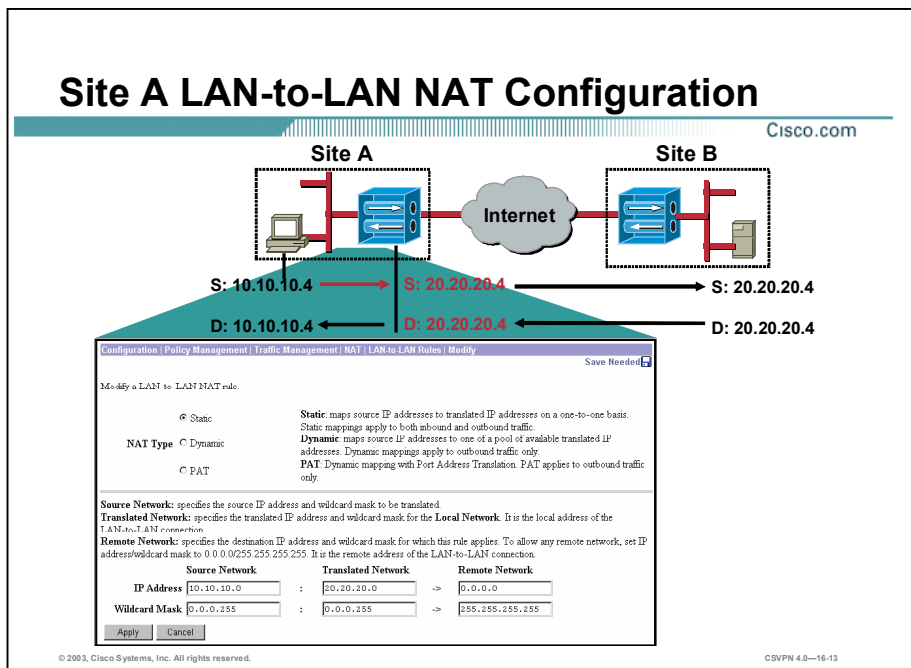 Site A LAN-to-LAN NAT Configuration
Cisco.com
Site A
Site B
Internet
S: 10.10.10.4
S: 20.20.20.4
S: 20.20.20.4
D: 10.10.10.4
D: 20.20.20.4
D: 20.20.20.4
Configuration | Policy Management | Traffic Management | NAT | LAN-to-LAN Rules | Modify
Save Needed
Modify a LAN-to-LAN NAT rule.
NAT Type
Static
Dynamic
PAT
Static: maps source IP addresses to translated IP addresses on a one-to-one basis.
Static mappings apply to both inbound and outbound traffic.
Dynamic: maps source IP addresses to one of a pool of available translated IP
addresses. Dynamic mappings apply to outbound traffic only.
PAT: Dynamic mapping with Port Address Translation. PAT applies to outbound traffic
only.
Source Network: specifies the source IP address and wildcard mask to be translated.
Translated Network: specifies the translated IP address and wildcard mask for the Local Network. It is the local address of the
LAN-to-LAN connection.
Remote Network: specifies the destination IP address and wildcard mask for which this rule applies. To allow any remote network, set IP
address/wildcard mask to 0.0.0.0/255.255.255.255. It is the remote address of the LAN-to-LAN connection.
Source Network Translated Network Remote Network
IP Address 10.10.10.0 : 20.20.20.0 -> 0.0.0.0
Wildcard Mask 0.0.0.255 : 0.0.0.255 -> 255.255.255.255
Apply Cancel
© 2003, Cisco Systems, Inc. All rights reserved.
CSVPN 4.0—16-13